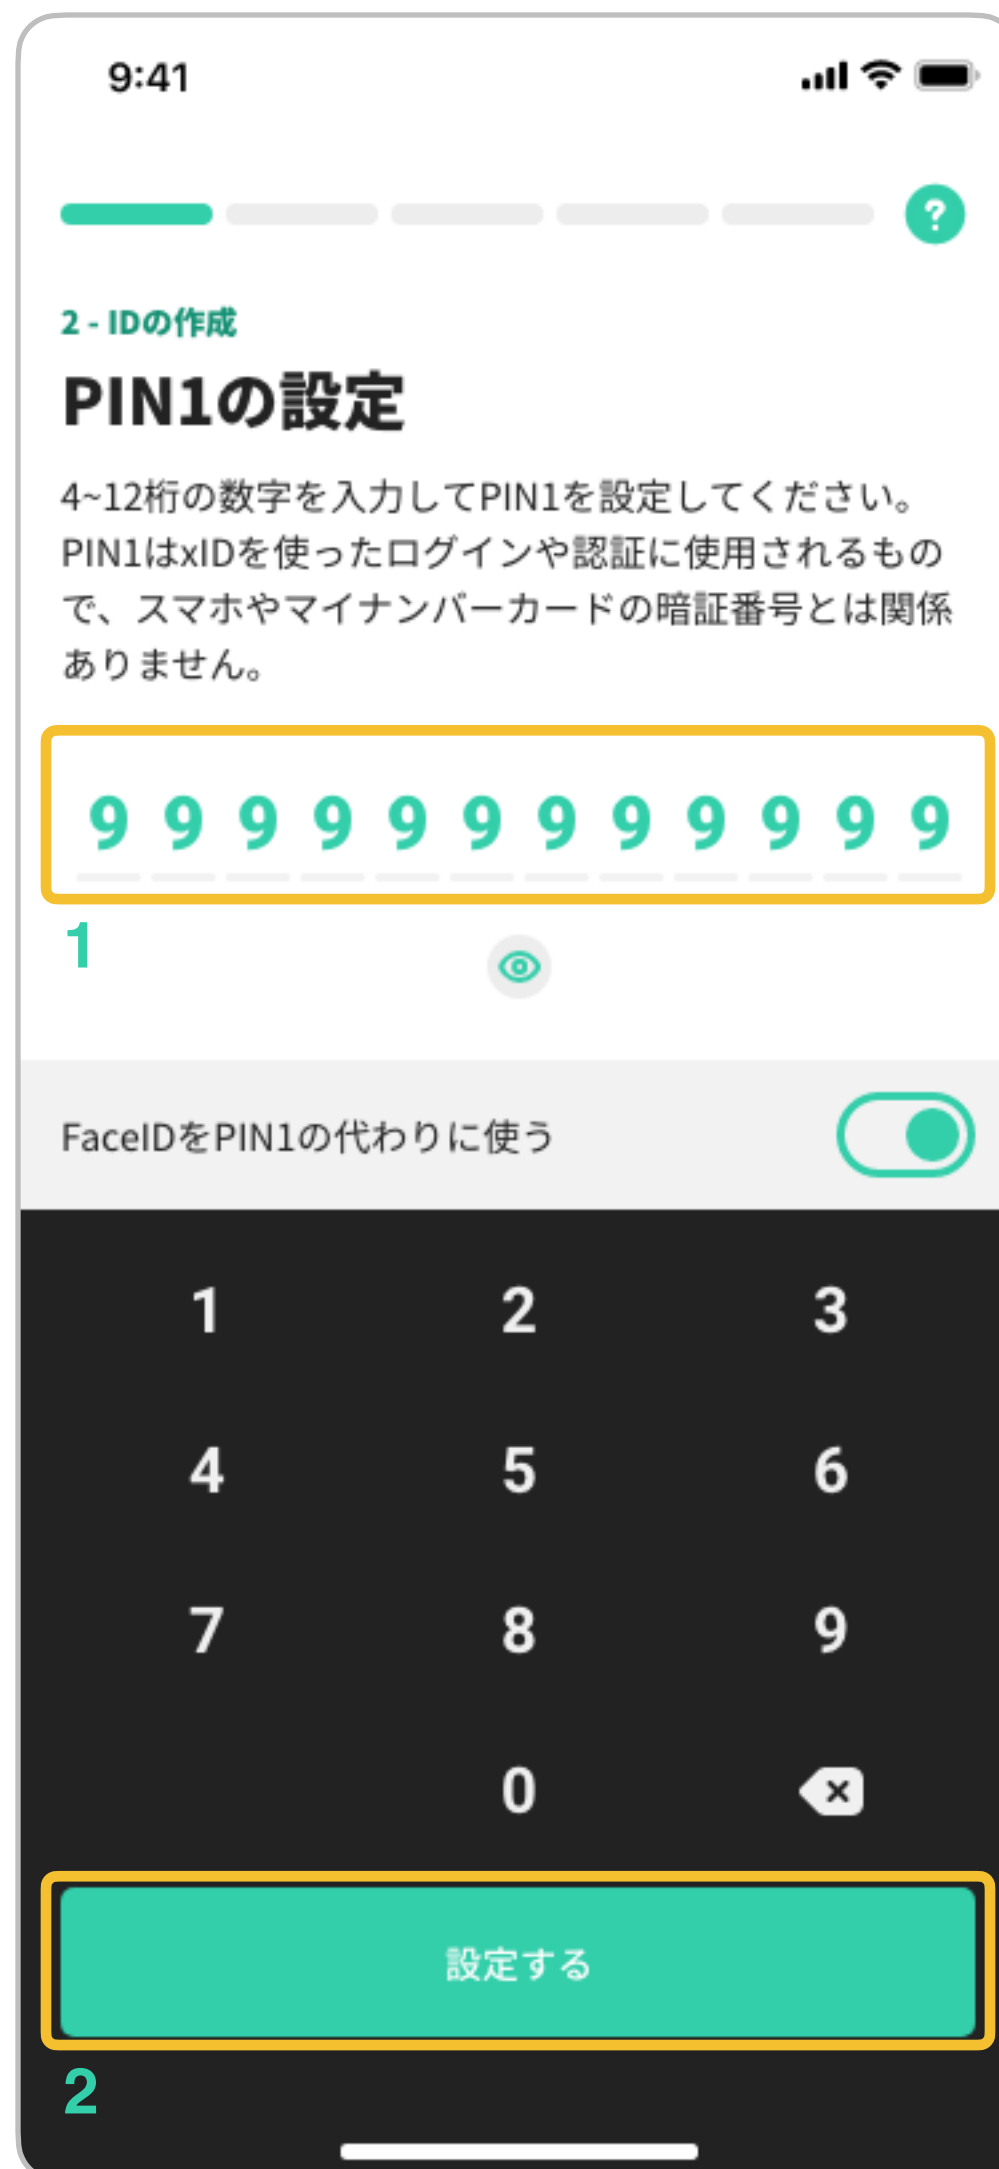 9:41
?
2 - IDの作成
PIN1の設定
4~12桁の数字を入力してPIN1を設定してください。
PIN1はxIDを使ったログインや認証に使用されるもの
で、スマホやマイナンバーカードの暗証番号とは関係
ありません。
9 9 9 9 9 9 9 9 9 9 9 9
1
FaceIDをPIN1の代わりに使う
1 2 3
4 5 6
7 8 9
0
設定する
2